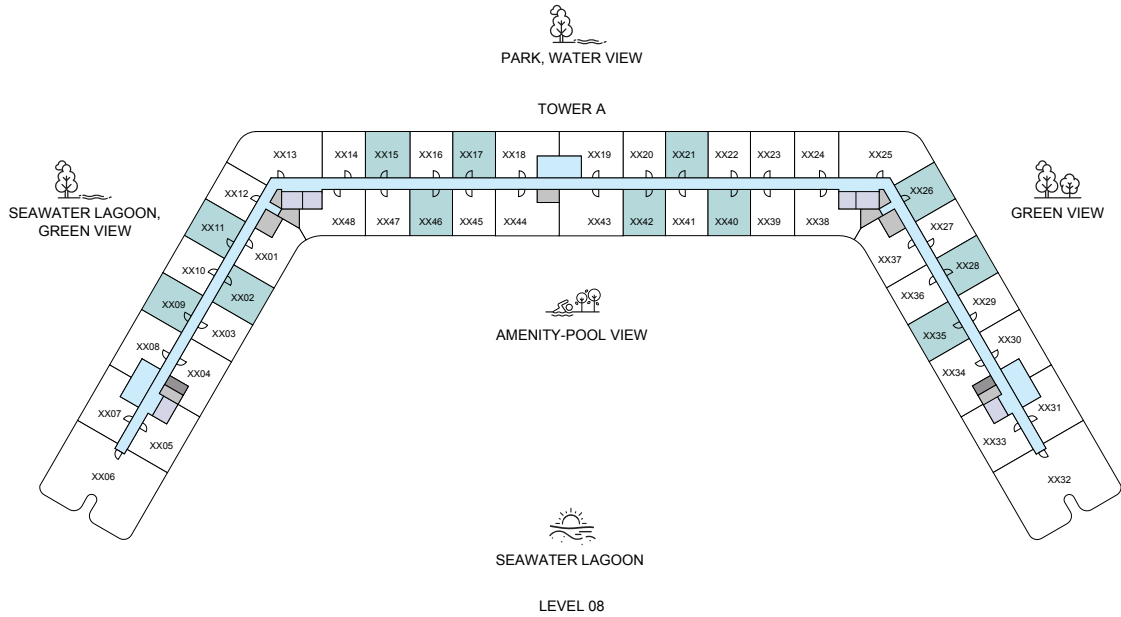 PARK, WATER VIEW
TOWER A
XX13
XX14
XX15
XX16
XX17
XX18
XX19
XX20
XX21
XX22
XX23
XX24
XX25
XX12
XX26
SEAWATER LAGOON,
GREEN VIEW
GREEN VIEW
XX11
XX48
XX47
XX46
XX45
XX44
XX43
XX42
XX41
XX40
XX39
XX38
XX27
XX01
XX37
XX10
XX28
XX02
XX36
XX09
XX29
XX03
XX35
AMENITY-POOL VIEW
XX08
XX30
XX04
XX34
XX07
XX31
XX05
XX33
XX06
XX32
SEAWATER LAGOON
LEVEL 08